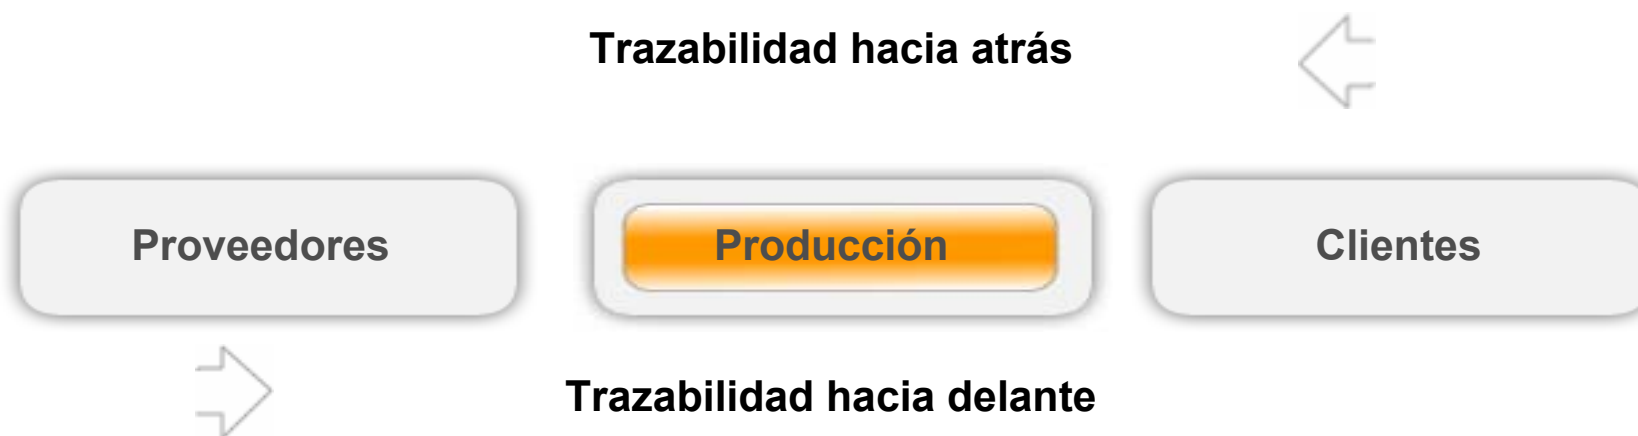 Trazabilidad hacia atrás
Proveedores
Producción
Clientes
Trazabilidad hacia delante